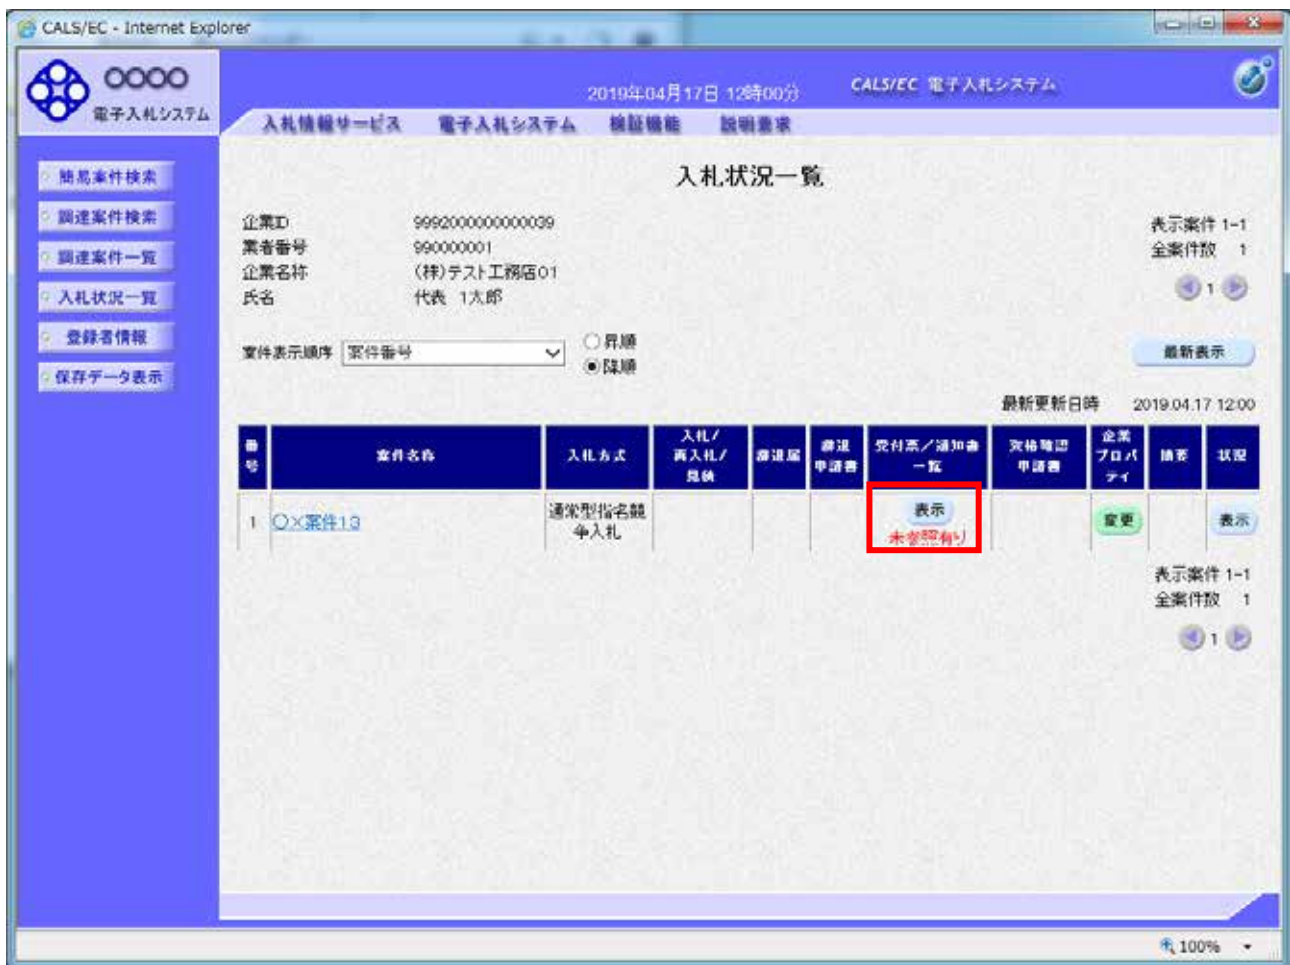 CALS/EC - Internet Explorer
〇〇〇〇
電子入札システム
2019年04月17日 12時00分
CALS/EC 電子入札システム
入札情報サービス 電子入札システム 検証機能 説明要求
簡易案件検索
調達案件検索
調達案件一覧
入札状況一覧
登録者情報
保存データ表示
入札状況一覧
企業ID 9992000000000039
業者番号 990000001
企業名称 (株)テスト工務店01
氏名 代表 1太郎
表示案件 1-1
全案件数 1
1
案件表示順序 案件番号
昇順
降順
最新表示
最新更新日時 2019.04.17 12:00
番号 案件名称 入札方式 入札/再入札/見積 辞退届 辞退申請書 受付票/通知書一覧 資格確認申請書 企業プロパティ 摘要 状況
1 〇×案件13 通常型指名競争入札 表示 未参照有り 変更 表示
表示案件 1-1
全案件数 1
1
100%